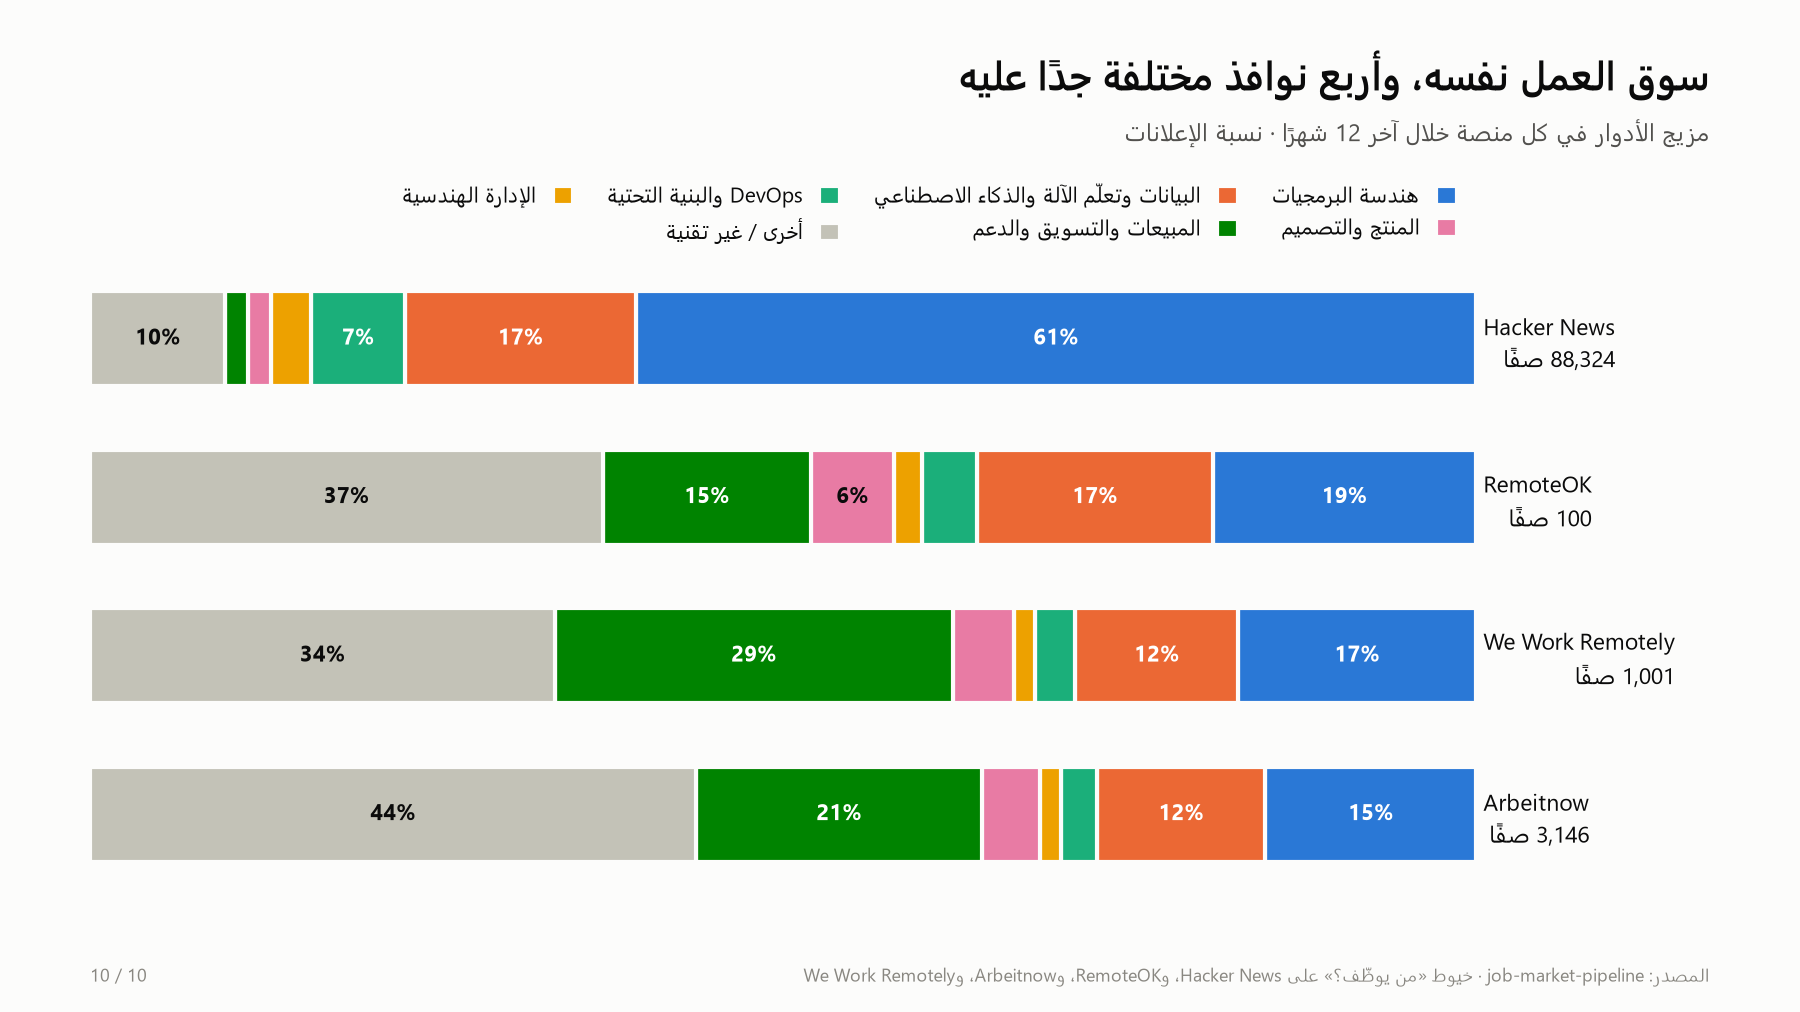 سوق العمل نفسه، وأربع نوافذ مختلفة جدًا عليه
مزيج الأدوار في كل منصة خلال آخر 12 شهرًا · نسبة الإعلانات
هندسة البرمجيات
البيانات وتعلّم الآلة والذكاء الاصطناعي
DevOps والبنية التحتية
الإدارة الهندسية
المنتج والتصميم
المبيعات والتسويق والدعم
أخرى / غير تقنية
Hacker News
88,324 صفًا
61%
17%
7%
10%
RemoteOK
100 صفًا
19%
17%
6%
15%
37%
We Work Remotely
1,001 صفًا
17%
12%
29%
34%
Arbeitnow
3,146 صفًا
15%
12%
21%
44%
المصدر: job-market-pipeline · خيوط «من يوظّف؟» على Hacker News، وRemoteOK، وArbeitnow، وWe Work Remotely
10 / 10